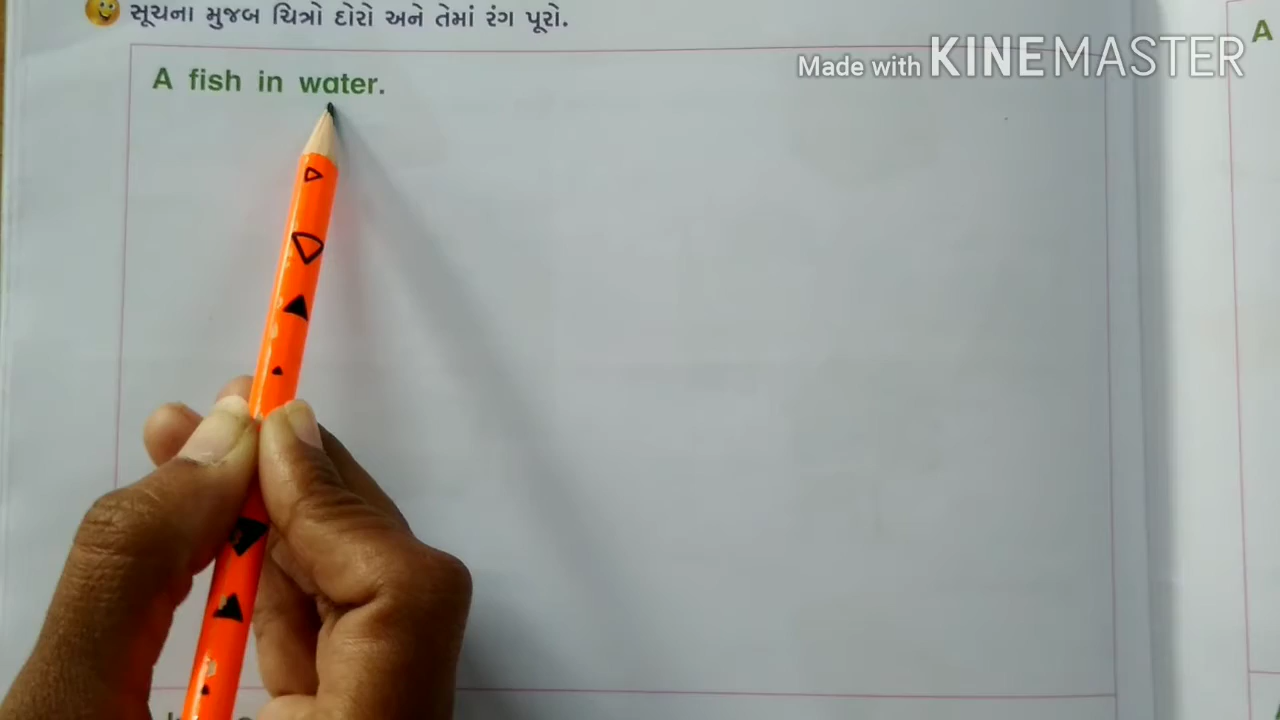 સૂચના મુજબ ચિત્રો દોરો અને તેમાં રંગ પૂરો.
A
Made with KINEMASTER
A fish in water.